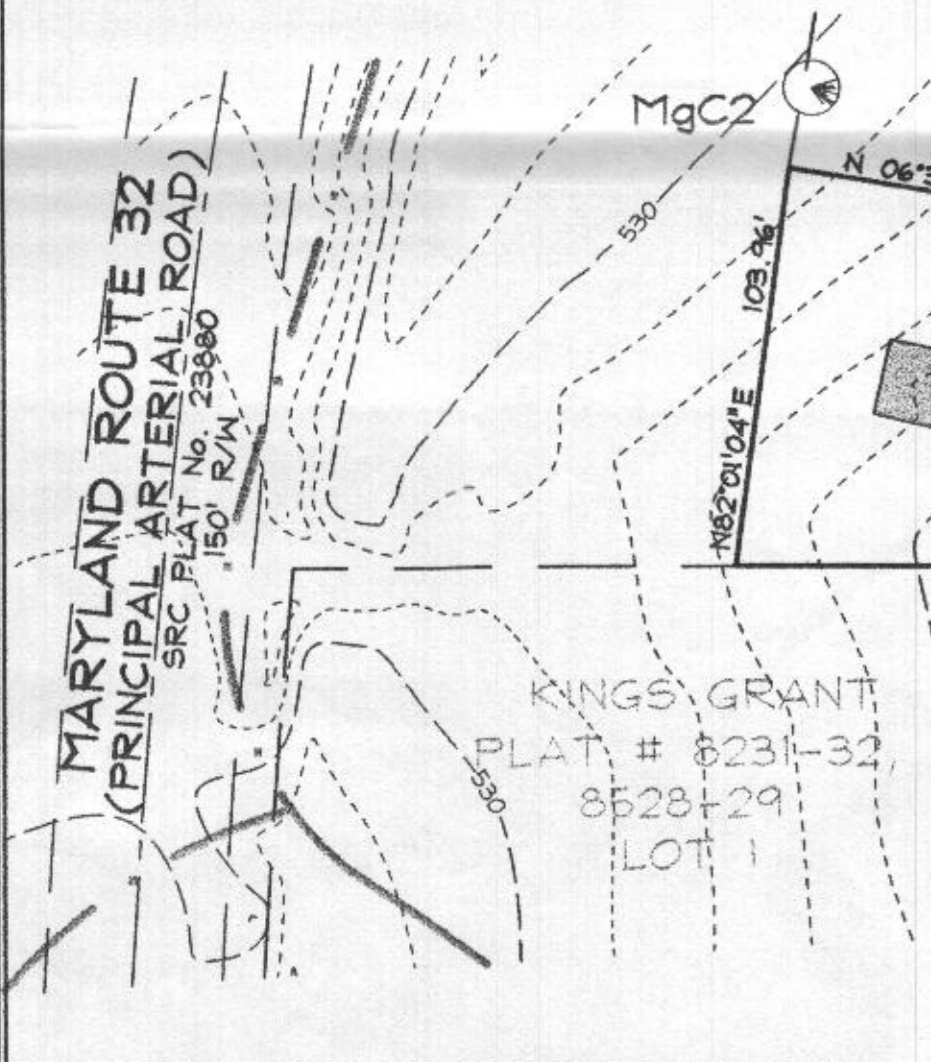 MARYLAND ROUTE 32
(PRINCIPAL ARTERIAL ROAD)
SRC PLAT No. 23880
150' R/W
MgC2
530
N 06°3
103.96'
N82°01'04"E
KINGS GRANT
PLAT # 8231-32
8528-29
LOT 1
530